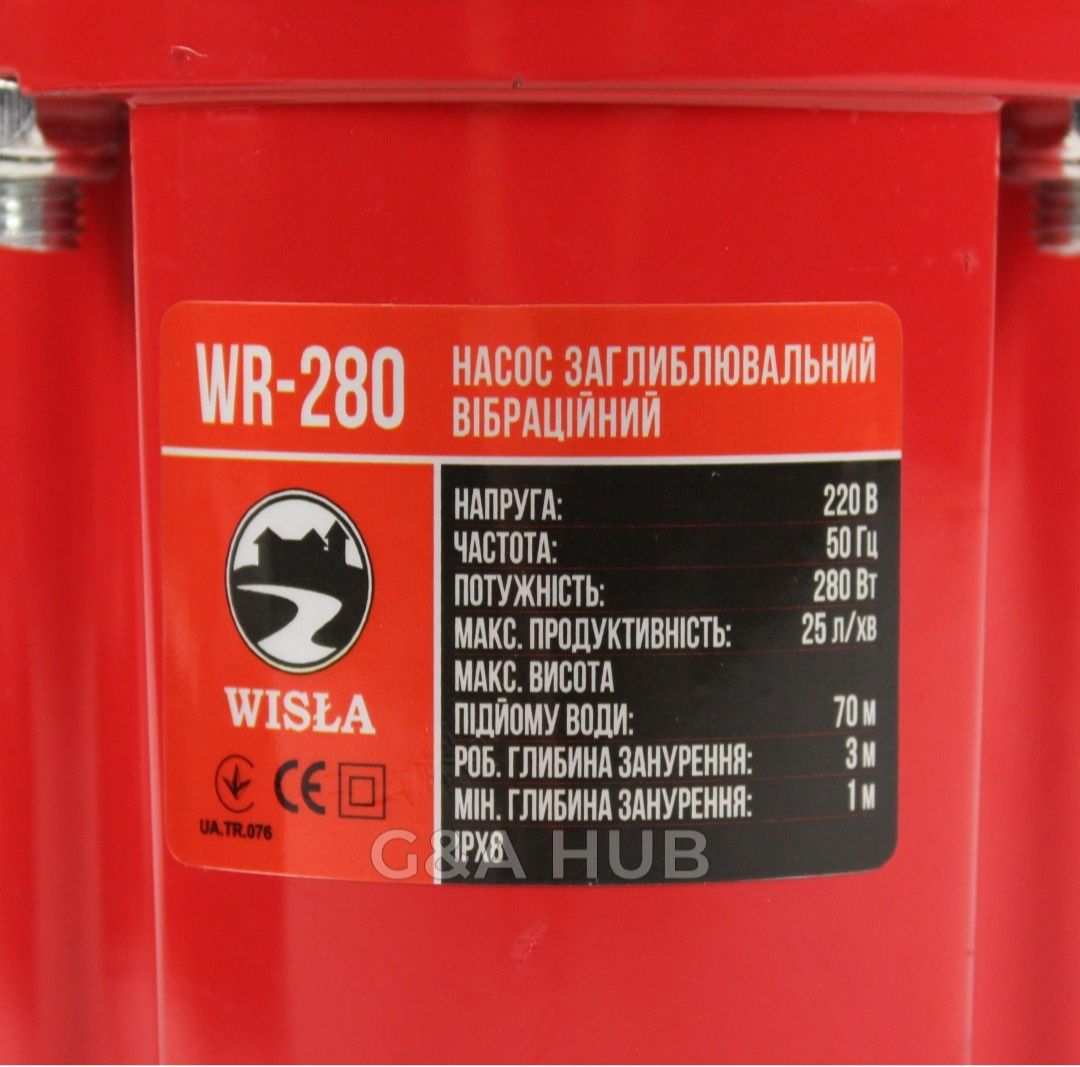 WR-280
НАСОС ЗАГЛИБЛЮВАЛЬНИЙ
ВІБРАЦІЙНИЙ
НАПРУГА: 220 В
ЧАСТОТА: 50 Гц
ПОТУЖНІСТЬ: 280 Вт
МАКС. ПРОДУКТИВНІСТЬ: 25 л/хв
МАКС. ВИСОТА
ПІДЙОМУ ВОДИ: 70 м
РОБ. ГЛИБИНА ЗАНУРЕННЯ: 3 м
МІН. ГЛИБИНА ЗАНУРЕННЯ: 1 м
IPX8
WISŁA
CE
UA.TR.076
G&A HUB